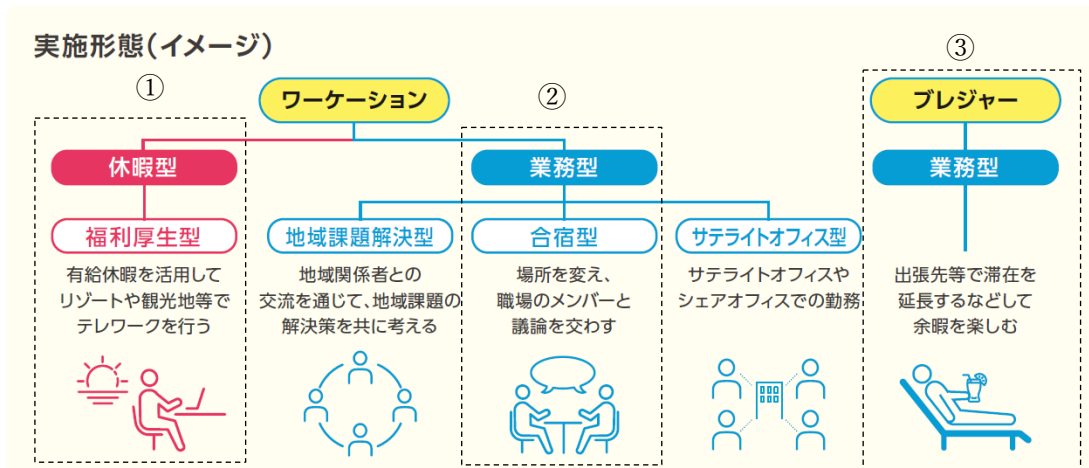 実施形態(イメージ)
①
②
③
ワーケーション
ブレジャー
休暇型
業務型
業務型
福利厚生型
地域課題解決型
合宿型
サテライトオフィス型
有給休暇を活用して
リゾートや観光地等で
テレワークを行う
地域関係者との
交流を通じて、地域課題の
解決策を共に考える
場所を変え、
職場のメンバーと
議論を交わす
サテライトオフィスや
シェアオフィスでの勤務
出張先等で滞在を
延長するなどして
余暇を楽しむ